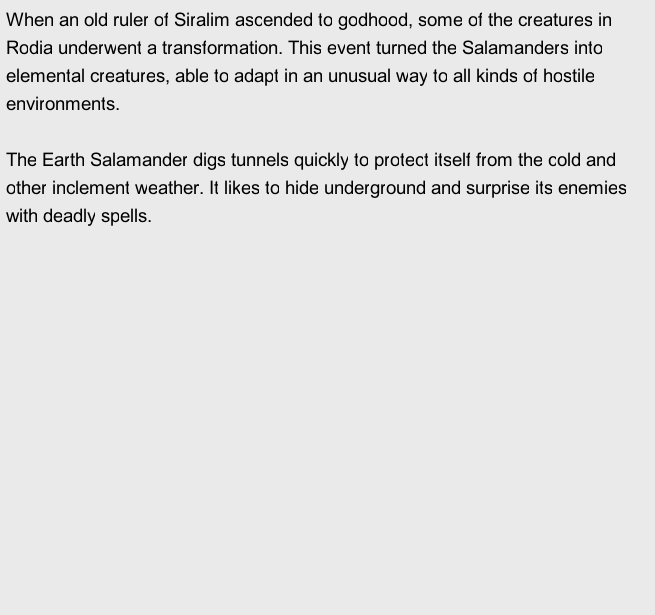 When an old ruler of Siralim ascended to godhood, some of the creatures in
Rodia underwent a transformation. This event turned the Salamanders into
elemental creatures, able to adapt in an unusual way to all kinds of hostile
environments.

The Earth Salamander digs tunnels quickly to protect itself from the cold and
other inclement weather. It likes to hide underground and surprise its enemies
with deadly spells.